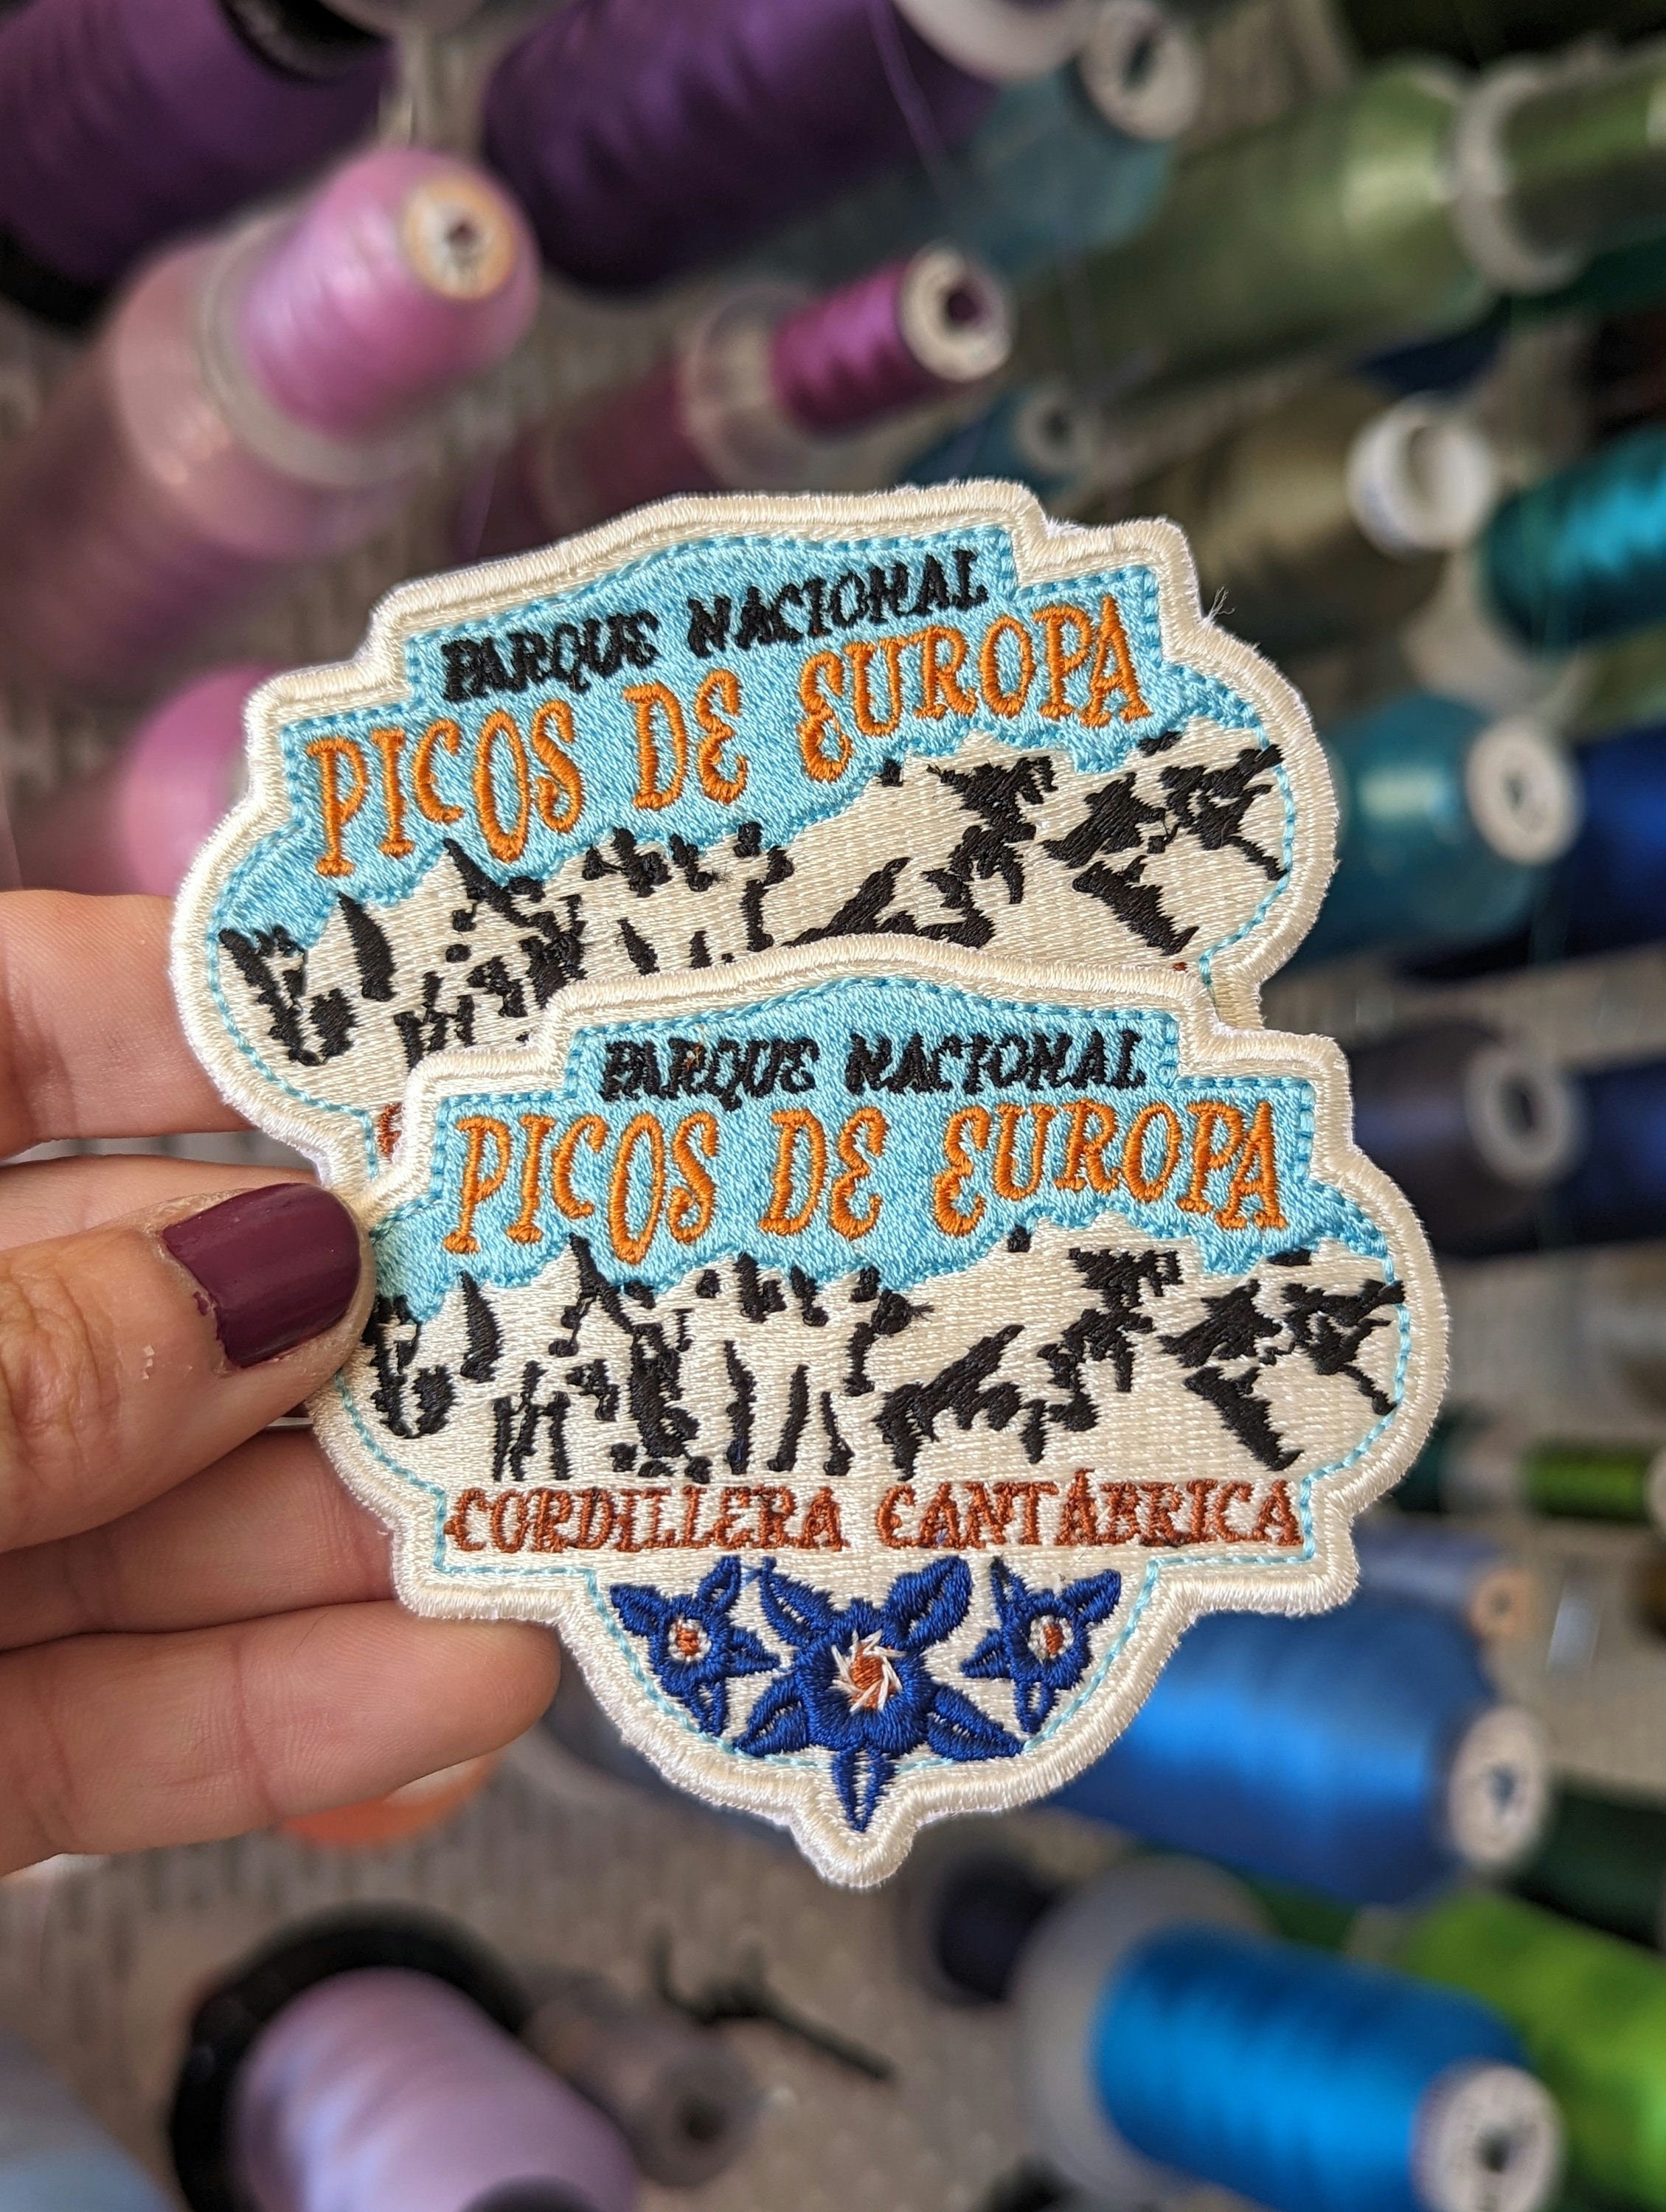 PARQUE NACIONAL
PICOS DE EUROPA
PARQUE NACIONAL
PICOS DE EUROPA
CORDILLERA CANTÁBRICA